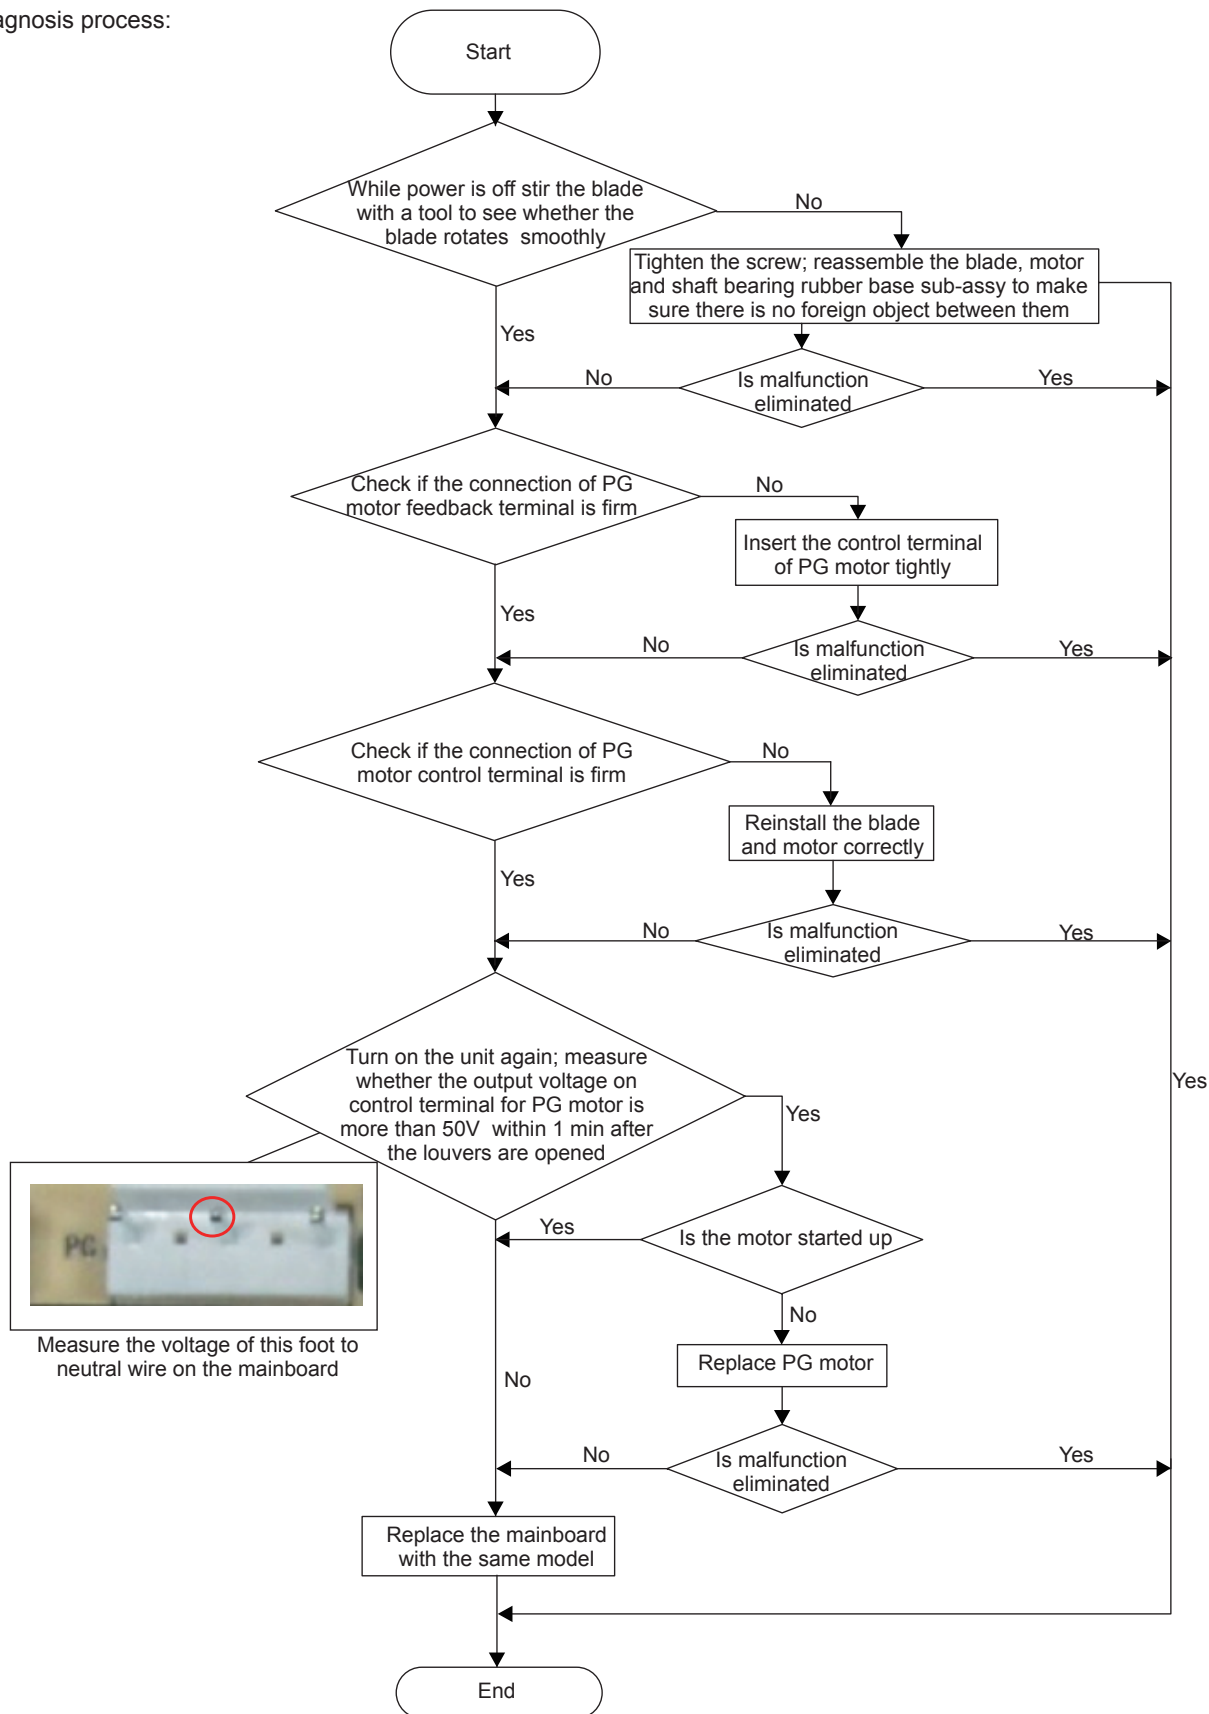 agnosis process:
Start
While power is off stir the blade
with a tool to see whether the
blade rotates smoothly
No
Tighten the screw; reassemble the blade, motor
and shaft bearing rubber base sub-assy to make
sure there is no foreign object between them
Yes
No
Is malfunction
eliminated
Yes
Check if the connection of PG
motor feedback terminal is firm
No
Insert the control terminal
of PG motor tightly
Yes
No
Is malfunction
eliminated
Yes
Check if the connection of PG
motor control terminal is firm
No
Reinstall the blade
and motor correctly
Yes
No
Is malfunction
eliminated
Yes
Turn on the unit again; measure
whether the output voltage on
control terminal for PG motor is
more than 50V within 1 min after
the louvers are opened
Yes
Yes
PG
Measure the voltage of this foot to
neutral wire on the mainboard
Yes
Is the motor started up
No
Replace PG motor
No
No
Is malfunction
eliminated
Yes
Replace the mainboard
with the same model
End